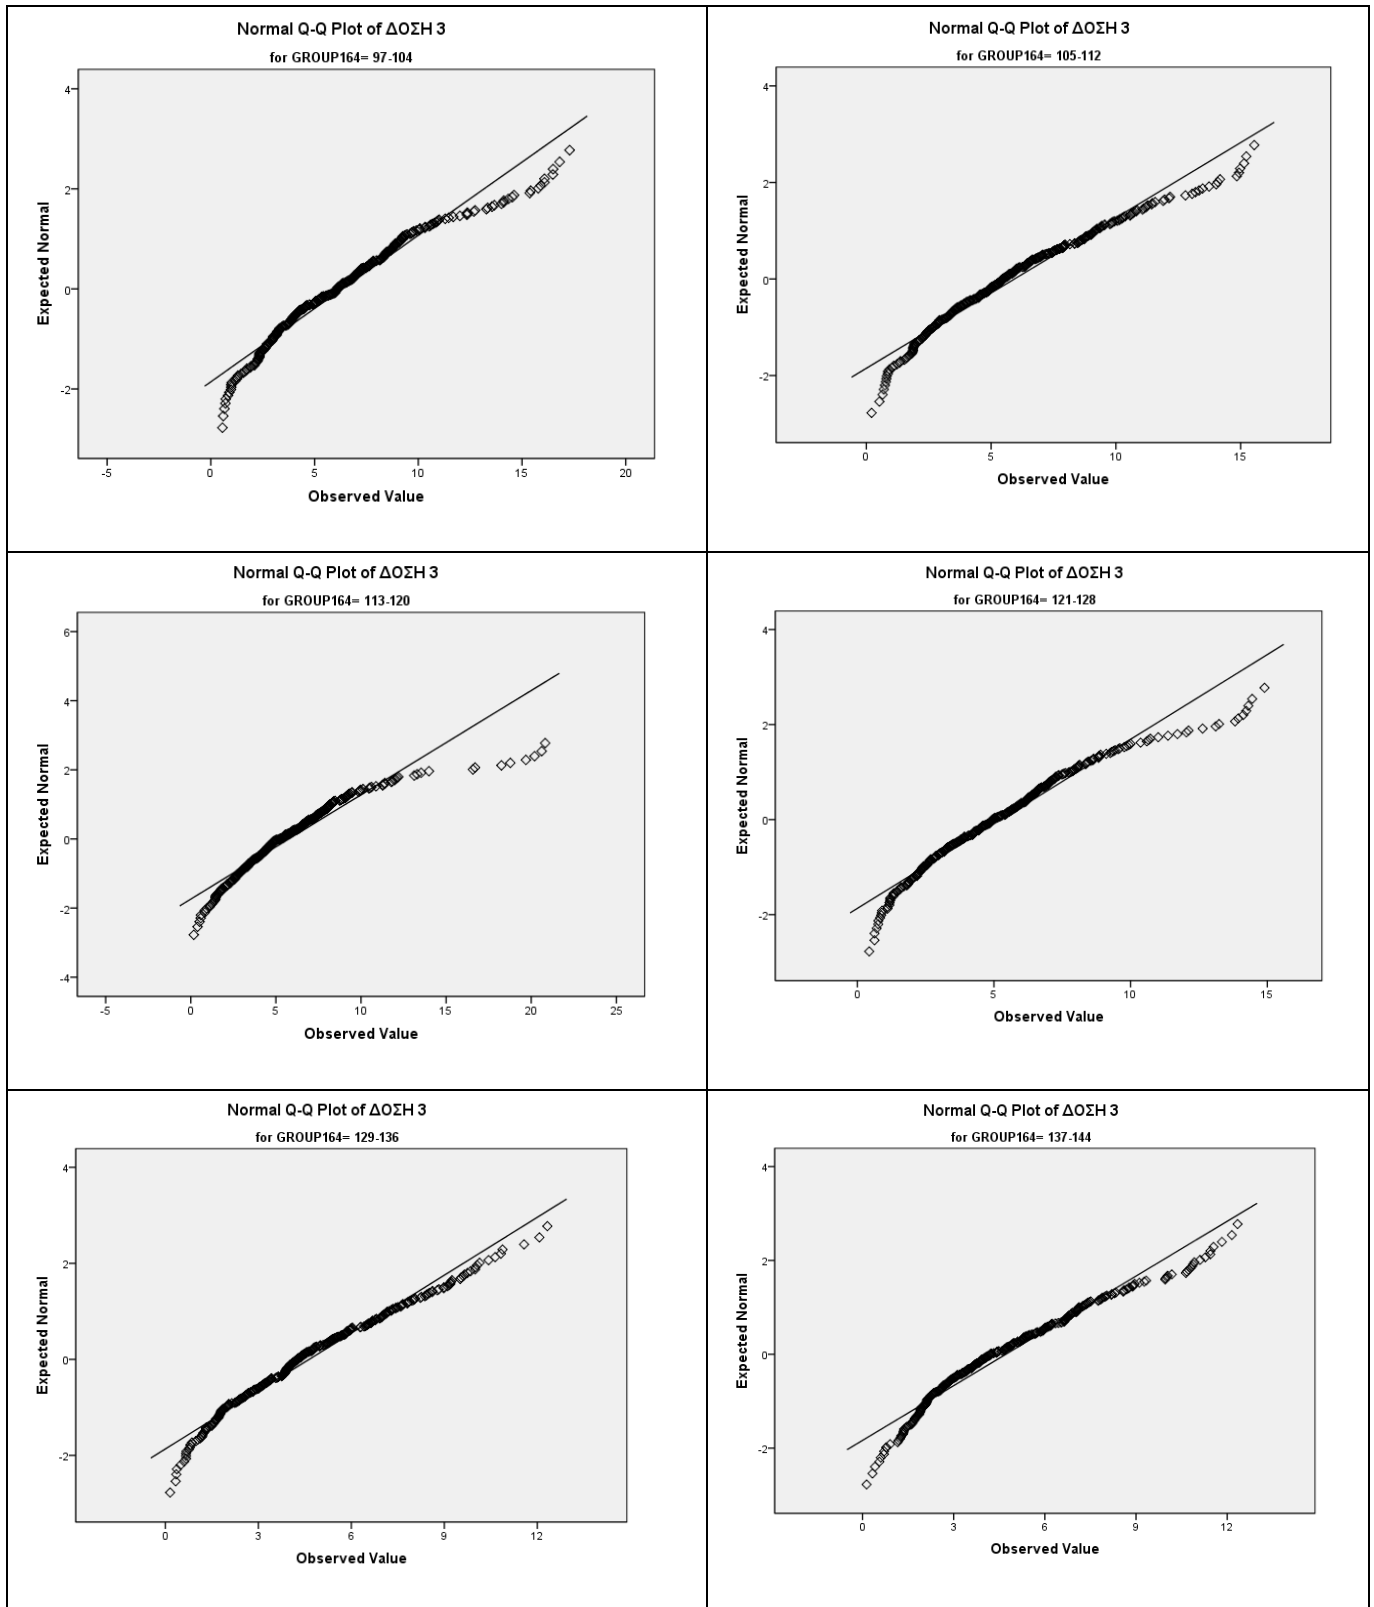 Normal Q-Q Plot of ΔΟΣΗ 3
for GROUP164= 97-104
4
2
0
-2
Expected Normal
-5 0 5 10 15 20
Observed Value
Normal Q-Q Plot of ΔΟΣΗ 3
for GROUP164= 105-112
4
2
0
-2
Expected Normal
0 5 10 15
Observed Value
Normal Q-Q Plot of ΔΟΣΗ 3
for GROUP164= 113-120
6
4
2
0
-2
-4
Expected Normal
-5 0 5 10 15 20 25
Observed Value
Normal Q-Q Plot of ΔΟΣΗ 3
for GROUP164= 121-128
4
2
0
-2
Expected Normal
0 5 10 15
Observed Value
Normal Q-Q Plot of ΔΟΣΗ 3
for GROUP164= 129-136
4
2
0
-2
Expected Normal
0 3 6 9 12
Observed Value
Normal Q-Q Plot of ΔΟΣΗ 3
for GROUP164= 137-144
4
2
0
-2
Expected Normal
0 3 6 9 12
Observed Value